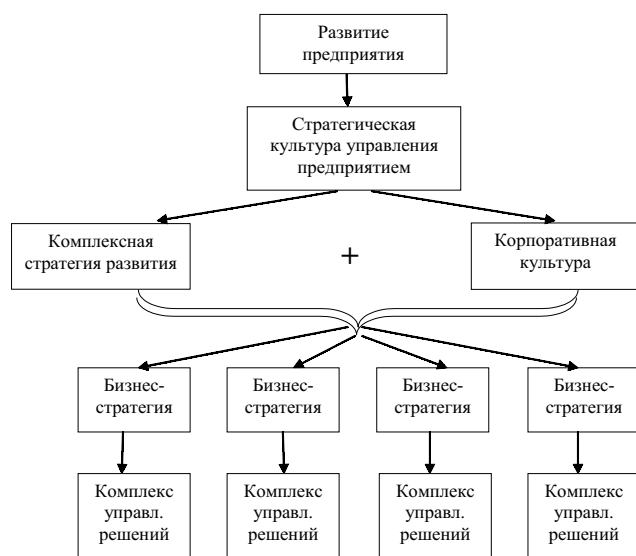 Развитие
предприятия
Стратегическая
культура управления
предприятием
Комплексная
стратегия развития
+
Корпоративная
культура
Бизнес-
стратегия
Бизнес-
стратегия
Бизнес-
стратегия
Бизнес-
стратегия
Комплекс
управл.
решений
Комплекс
управл.
решений
Комплекс
управл.
решений
Комплекс
управл.
решений